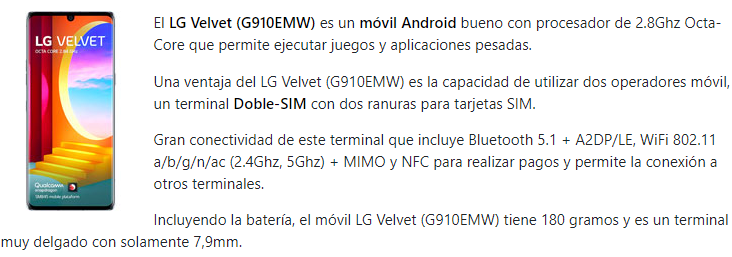 LG VELVET
OCTA CORE 2.8Ghz
Qualcomm
snapdragon
SM845 mobile platform
El LG Velvet (G910EMW) es un móvil Android bueno con procesador de 2.8Ghz Octa-
Core que permite ejecutar juegos y aplicaciones pesadas.
Una ventaja del LG Velvet (G910EMW) es la capacidad de utilizar dos operadores móvil,
un terminal Doble-SIM con dos ranuras para tarjetas SIM.
Gran conectividad de este terminal que incluye Bluetooth 5.1 + A2DP/LE, WiFi 802.11
a/b/g/n/ac (2.4Ghz, 5Ghz) + MIMO y NFC para realizar pagos y permite la conexión a
otros terminales.
Incluyendo la batería, el móvil LG Velvet (G910EMW) tiene 180 gramos y es un terminal
muy delgado con solamente 7,9mm.